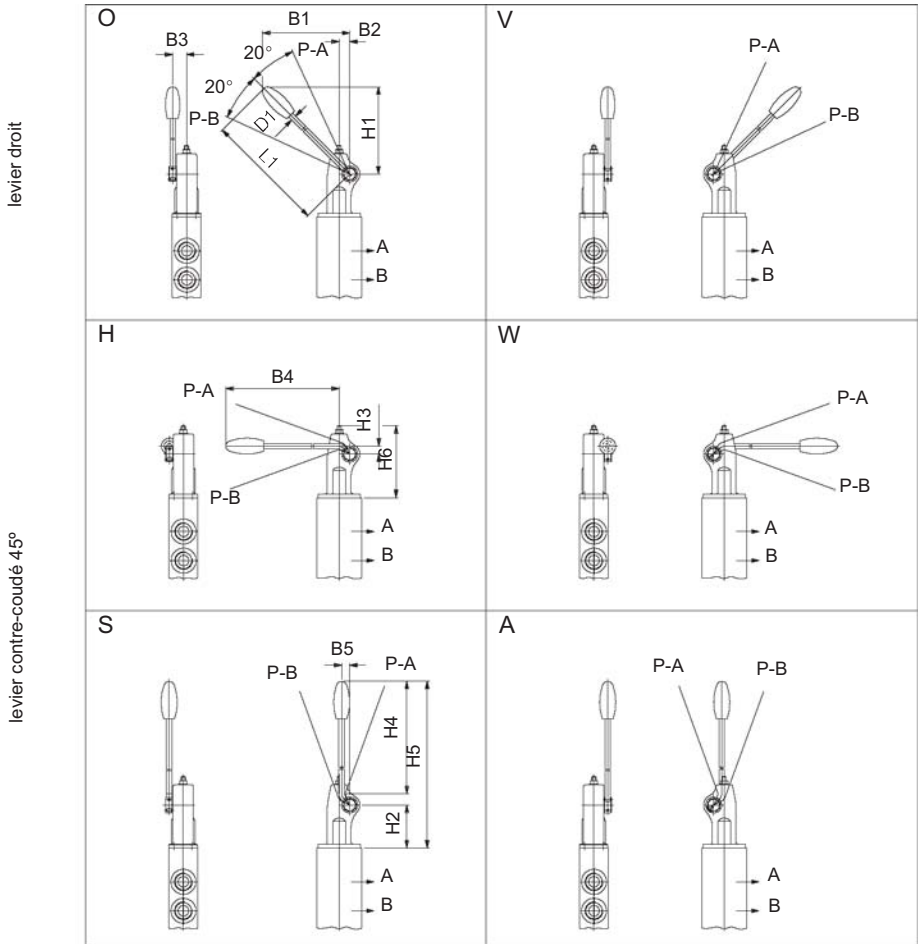 levier droit
O
B1
B3
B2
P-A
20°
20°
P-B
D1
L1
H1
A
B
V
P-A
P-B
A
B
levier contre-coudé 45º
H
P-A
B4
H3
H6
P-B
A
B
W
P-A
P-B
A
B
S
B5
P-B
P-A
H4
H5
H2
A
B
A
P-A
P-B
A
B